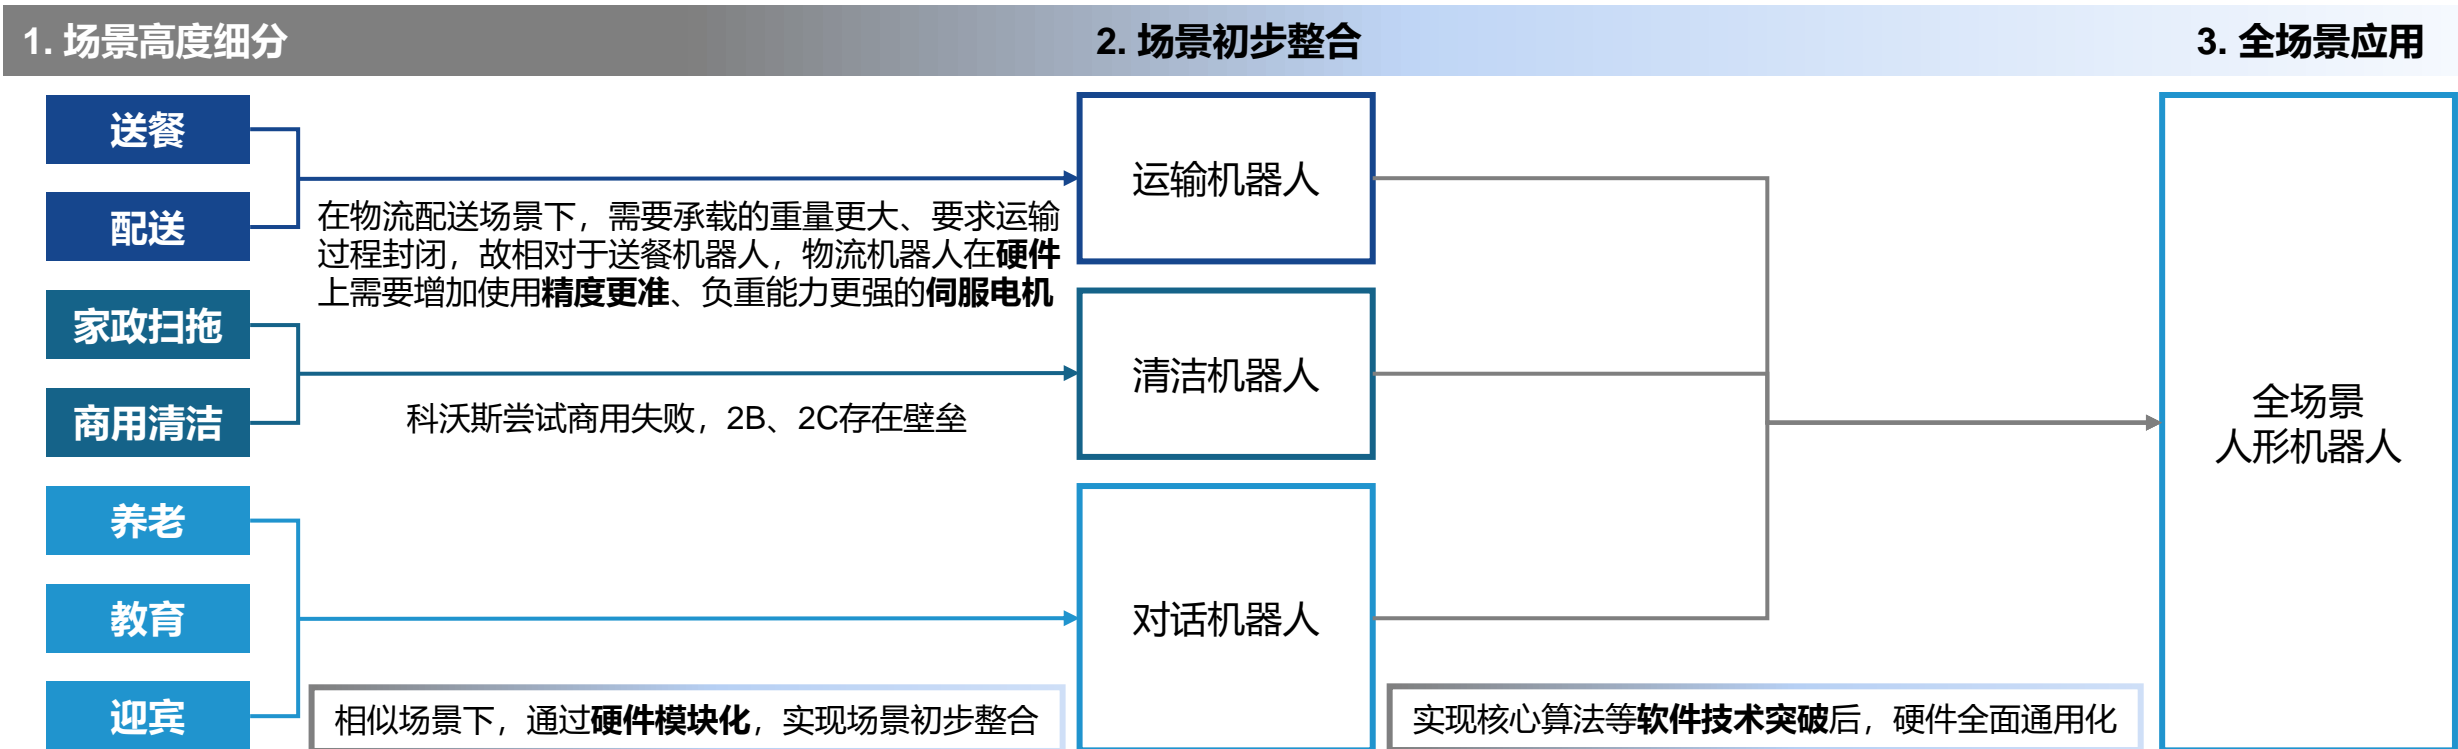 1. 场景高度细分
2. 场景初步整合
3. 全场景应用
送餐
配送
家政扫拖
商用清洁
养老
教育
迎宾
在物流配送场景下，需要承载的重量更大、要求运输
过程封闭，故相对于送餐机器人，物流机器人在硬件
上需要增加使用精度更准、负重能力更强的伺服电机
科沃斯尝试商用失败，2B、2C存在壁垒
相似场景下，通过硬件模块化，实现场景初步整合
运输机器人
清洁机器人
对话机器人
实现核心算法等软件技术突破后，硬件全面通用化
全场景
人形机器人